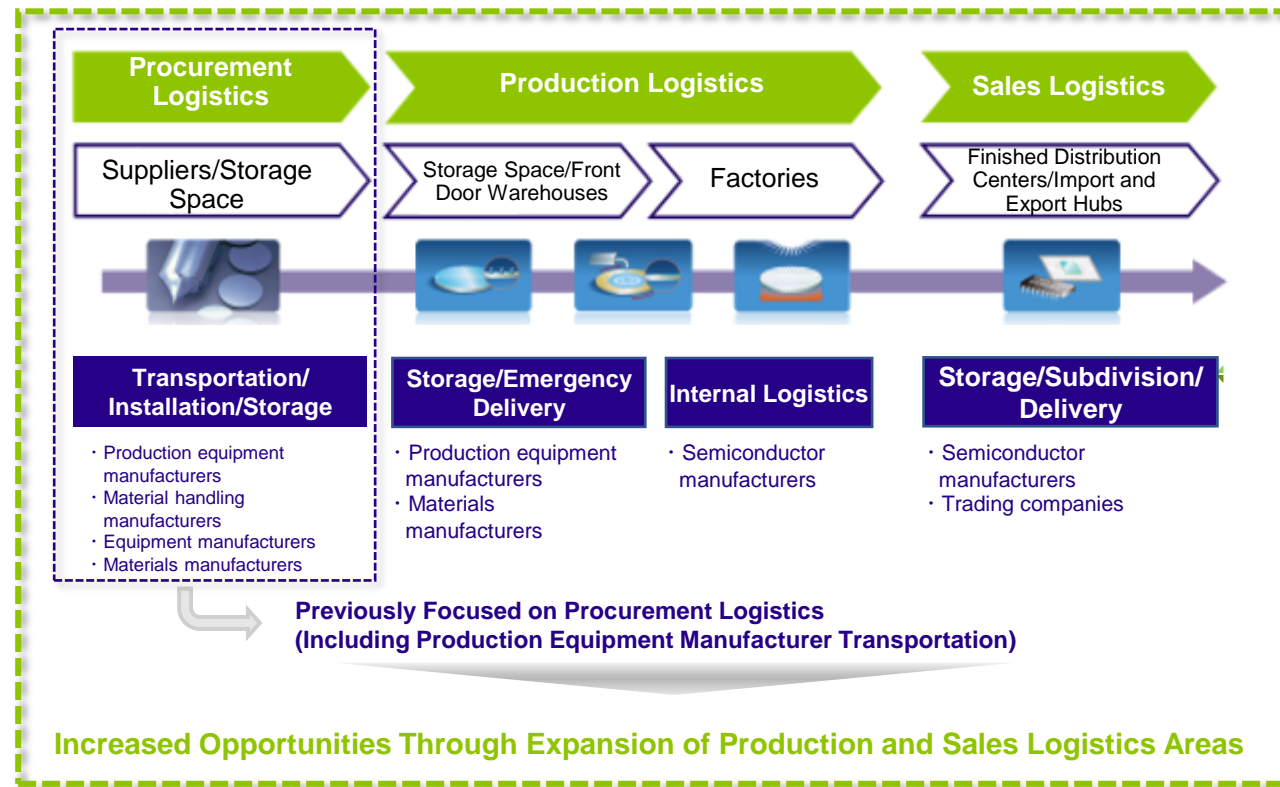 Procurement
Logistics
Production Logistics
Sales Logistics
Suppliers/Storage
Space
Storage Space/Front
Door Warehouses
Factories
Finished Distribution
Centers/Import and
Export Hubs
Transportation/
Installation/Storage
・Production equipment
manufacturers
・Material handling
manufacturers
・Equipment manufacturers
・Materials manufacturers
Storage/Emergency
Delivery
・Production equipment
manufacturers
・Materials
manufacturers
Internal Logistics
・Semiconductor
manufacturers
Storage/Subdivision/
Delivery
・Semiconductor
manufacturers
・Trading companies
Previously Focused on Procurement Logistics
(Including Production Equipment Manufacturer Transportation)
Increased Opportunities Through Expansion of Production and Sales Logistics Areas